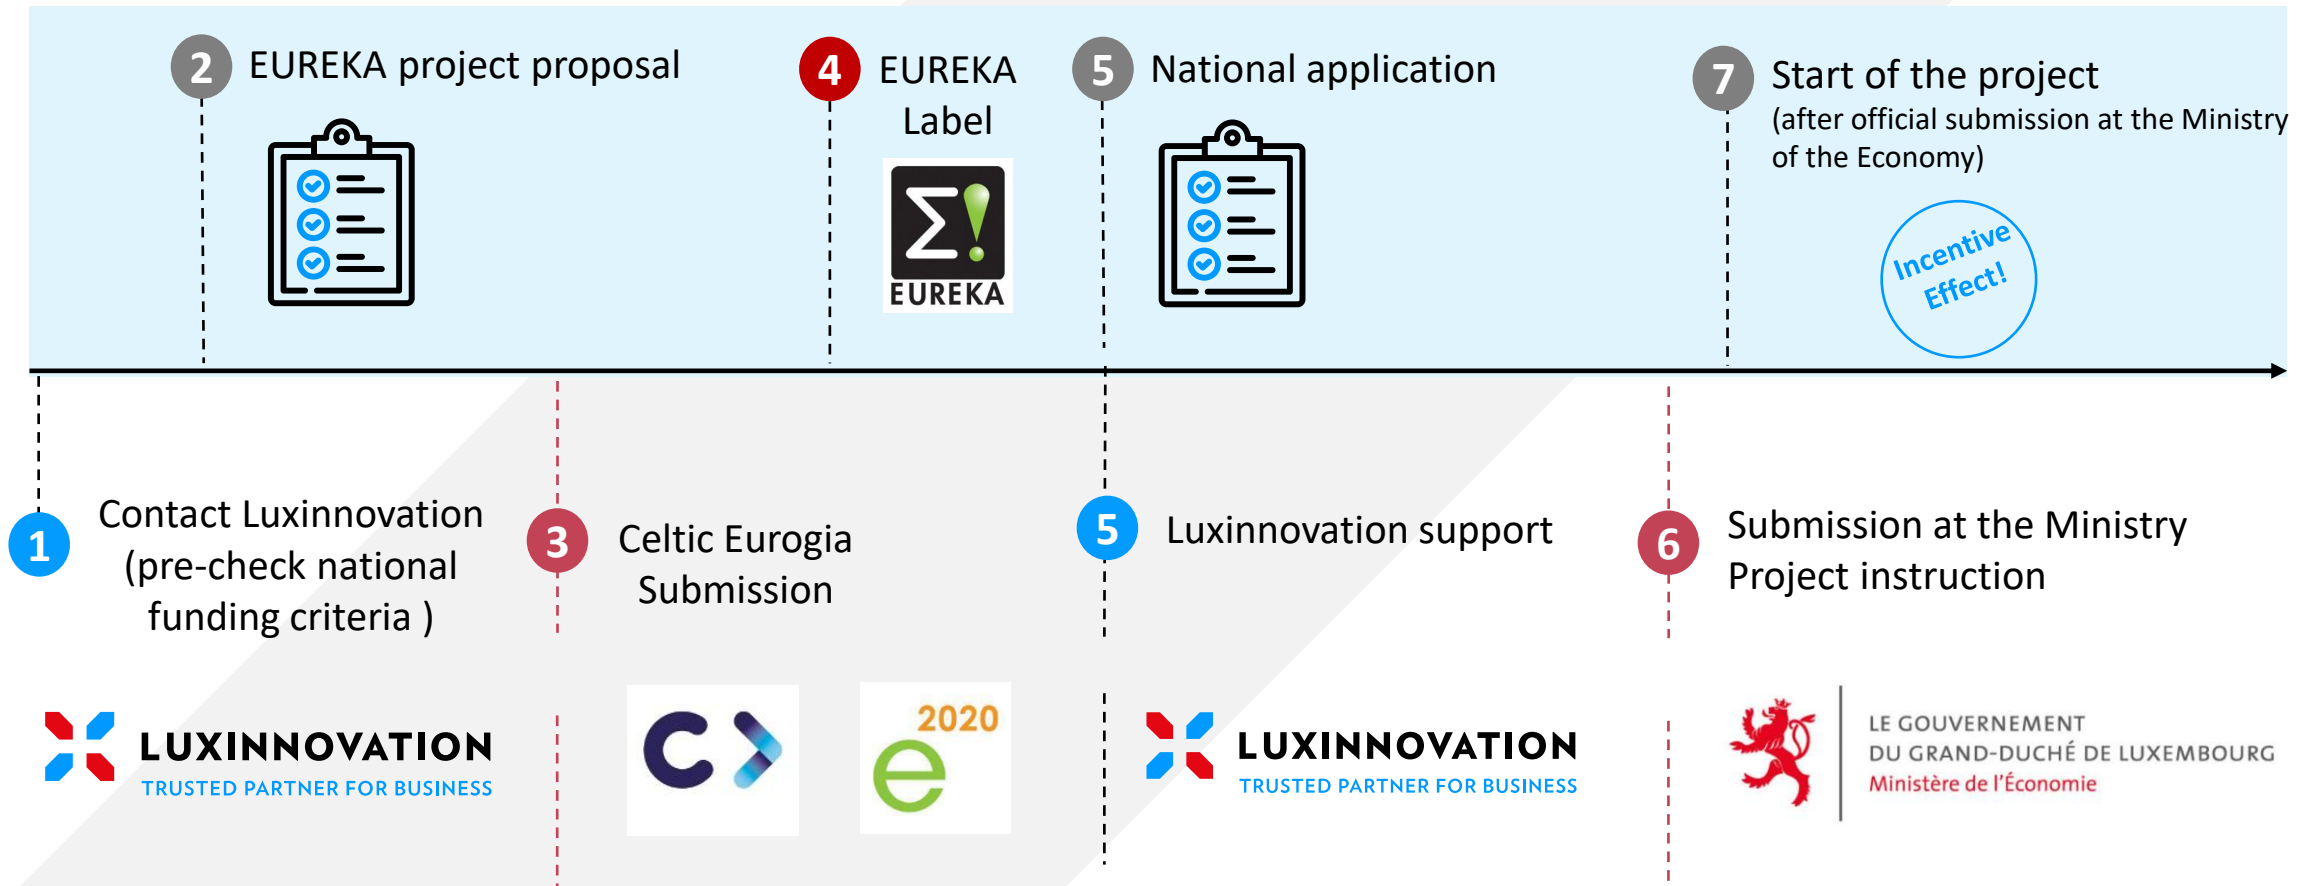 2
EUREKA project proposal
4
EUREKA
Label
EUREKA
5
National application
7
Start of the project
(after official submission at the Ministry
of the Economy)
Incentive
Effect!
1
Contact Luxinnovation
(pre-check national
funding criteria )
LUXINNOVATION
TRUSTED PARTNER FOR BUSINESS
3
Celtic Eurogia
Submission
2020
e
5
Luxinnovation support
LUXINNOVATION
TRUSTED PARTNER FOR BUSINESS
6
Submission at the Ministry
Project instruction
LE GOUVERNEMENT
DU GRAND-DUCHÉ DE LUXEMBOURG
Ministère de l'Économie